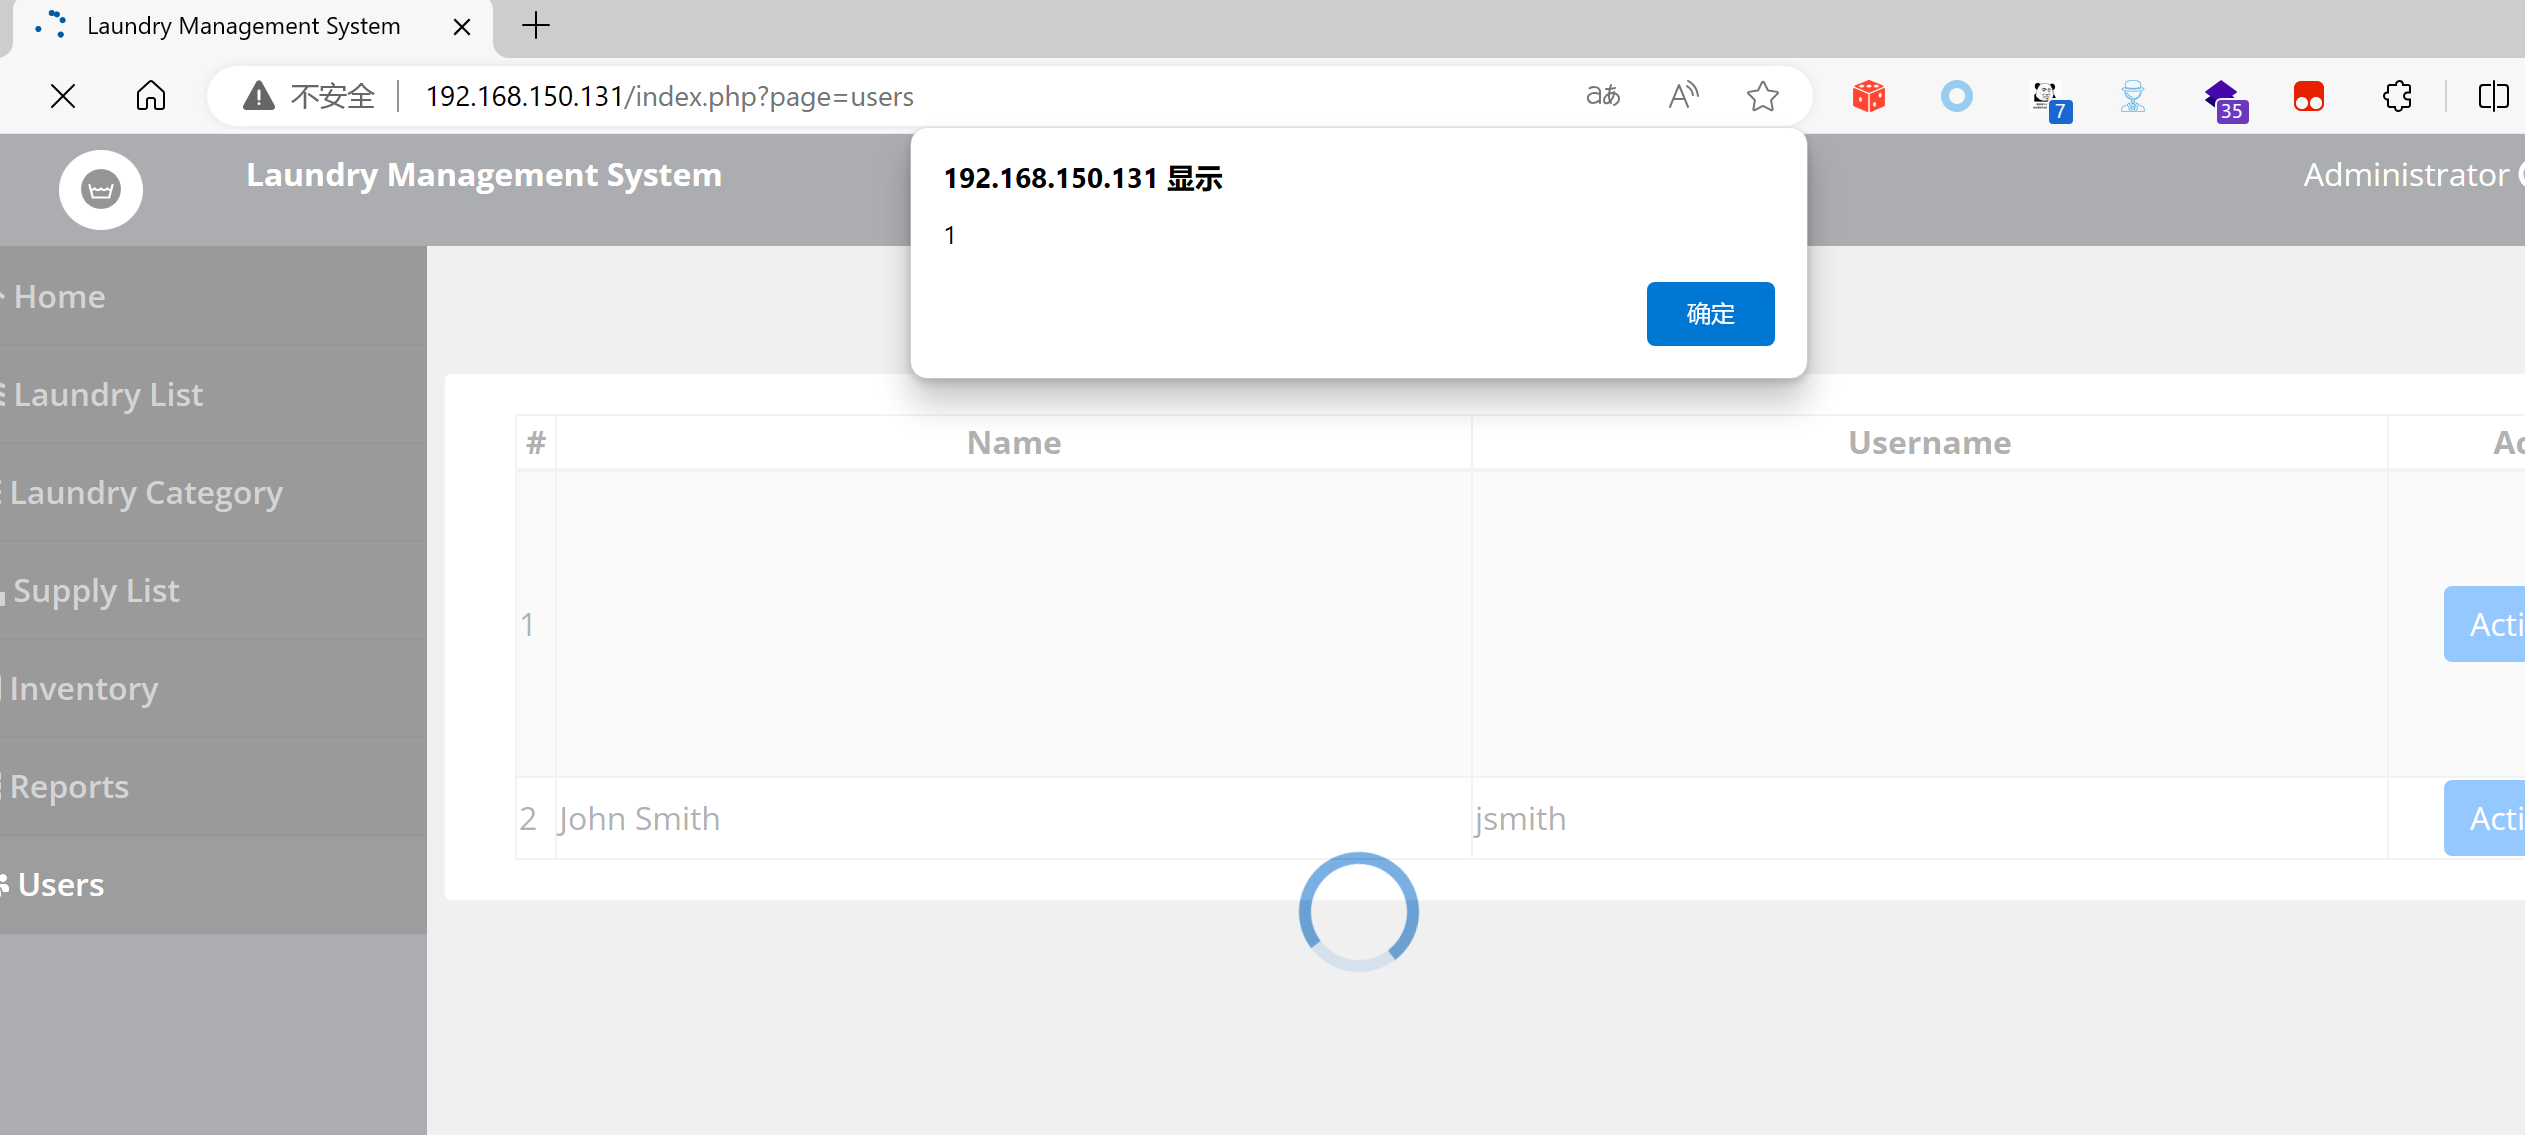 Laundry Management System
不安全 192.168.150.131/index.php?page=users aあ A 7 35
Laundry Management System
Administrator
192.168.150.131 显示
1
确定
Home
Laundry List
Laundry Category
Supply List
Inventory
Reports
Users
# Name Username Ac
1 Acti
2 John Smith jsmith Acti